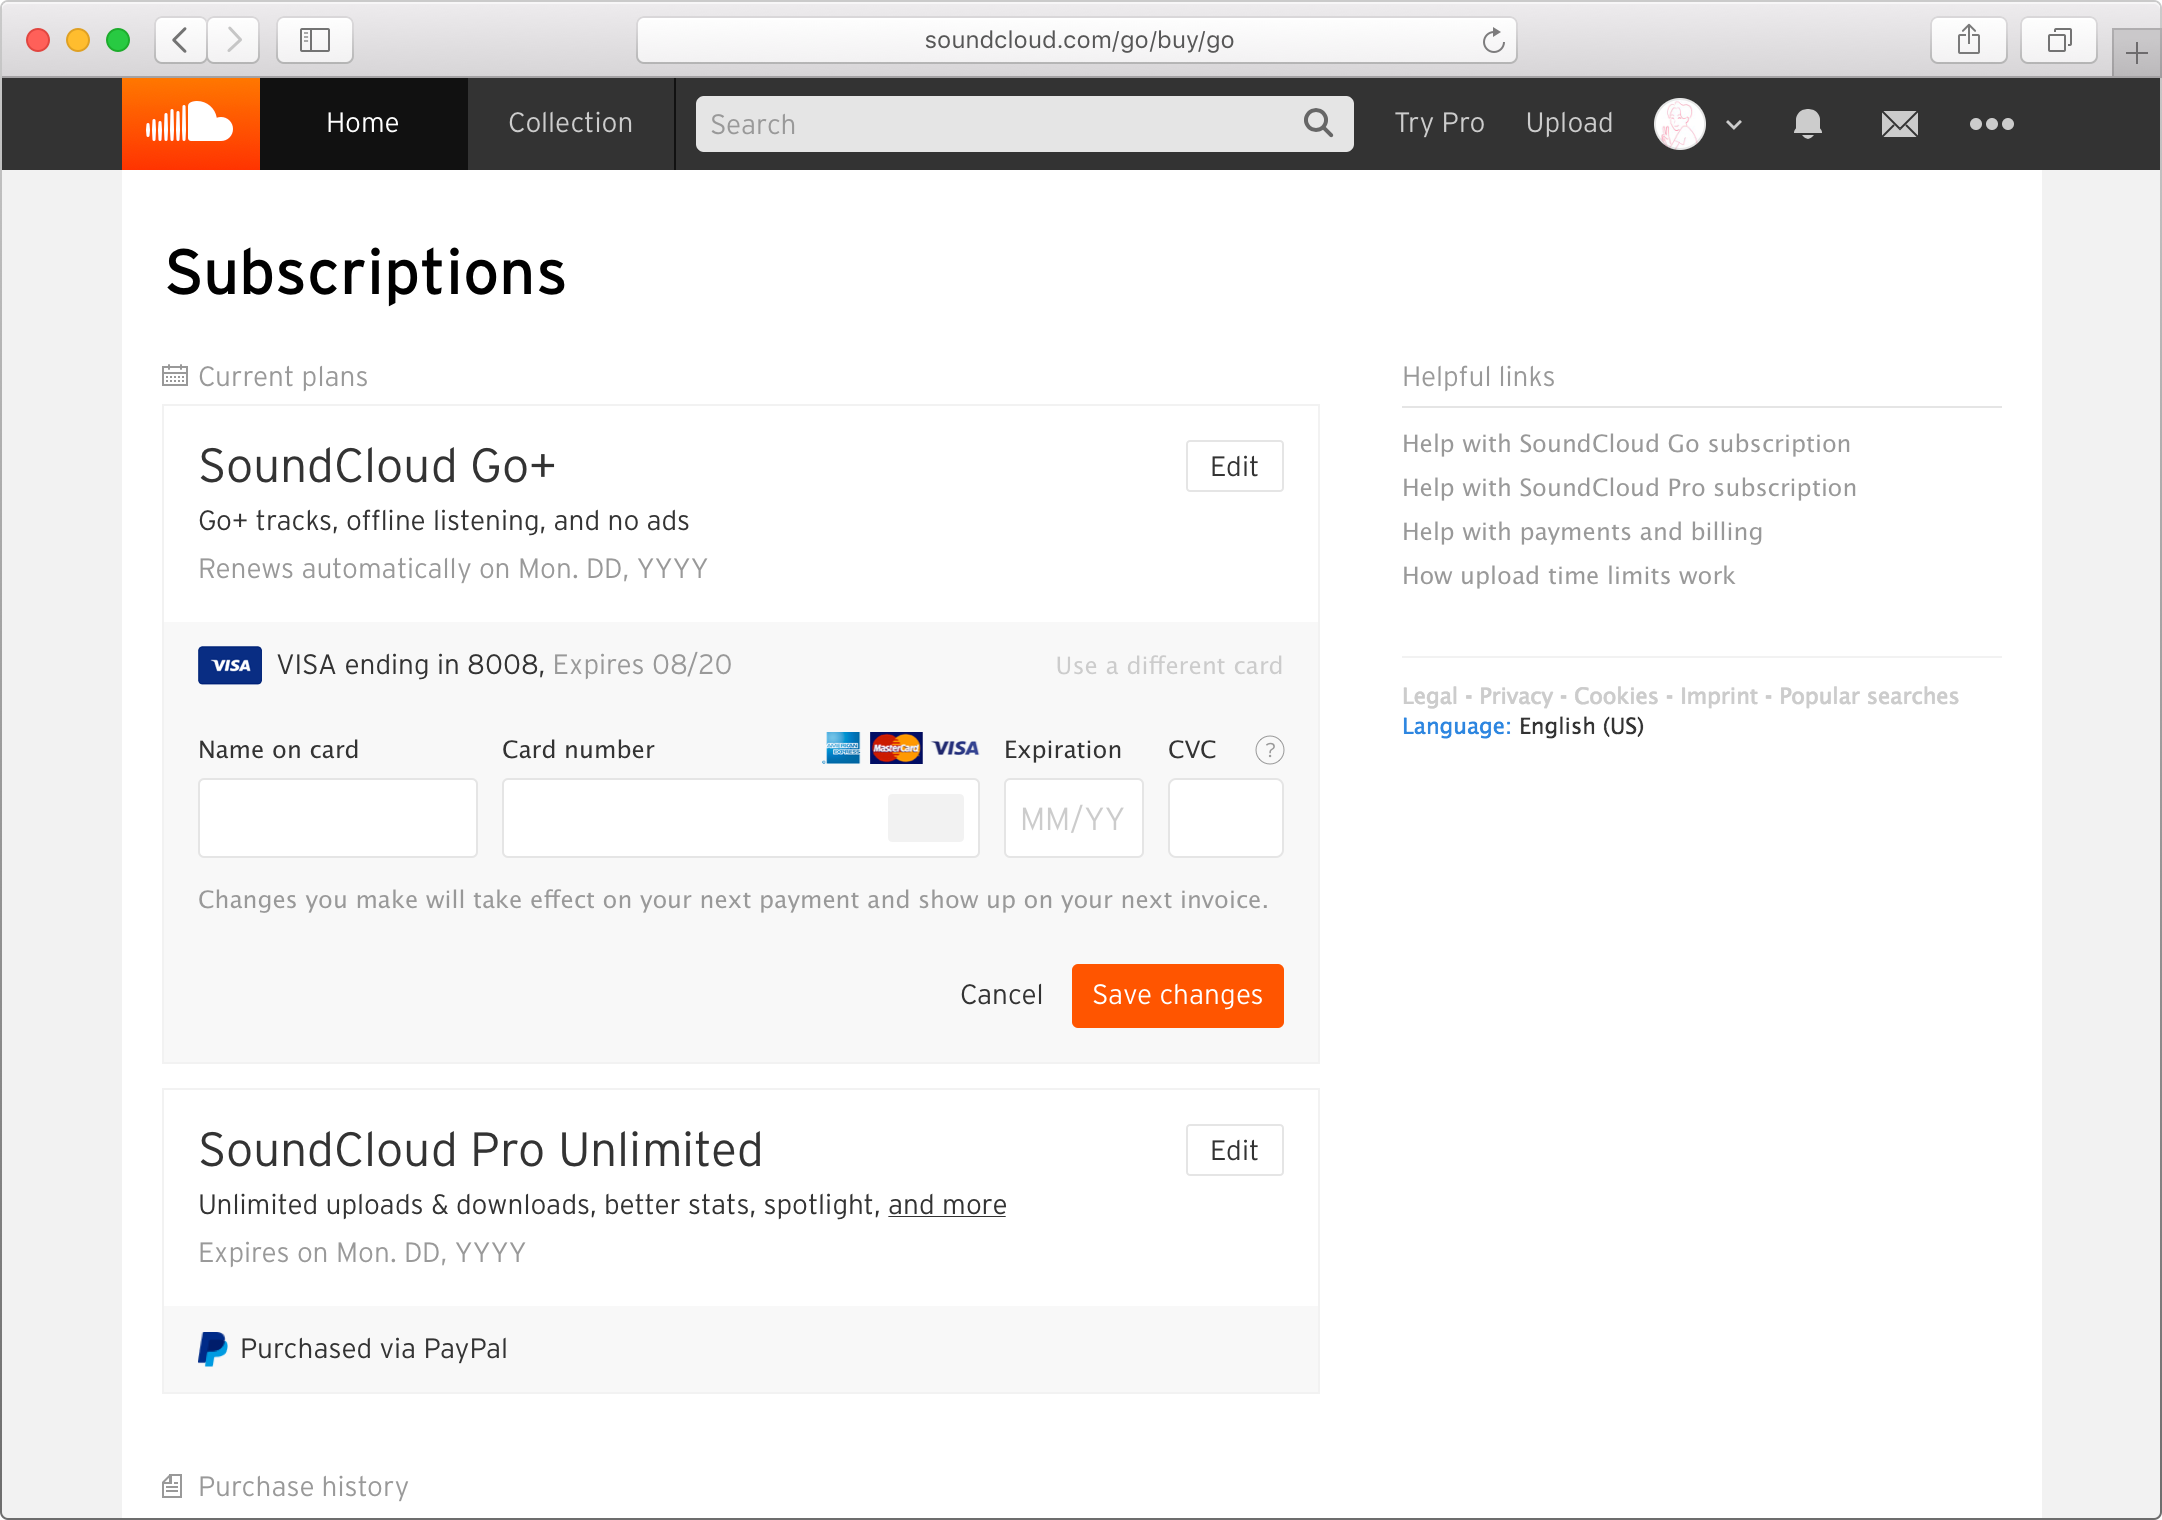 soundcloud.com/go/buy/go
Home
Collection
Search
Try Pro
Upload
Subscriptions
Current plans
SoundCloud Go+
Edit
Go+ tracks, offline listening, and no ads
Renews automatically on Mon. DD, YYYY
VISA
VISA ending in 8008, Expires 08/20
Use a different card
Name on card
Card number
AMERICAN EXPRESS
MasterCard
VISA
Expiration
CVC
?
MM/YY
Changes you make will take effect on your next payment and show up on your next invoice.
Cancel
Save changes
SoundCloud Pro Unlimited
Edit
Unlimited uploads & downloads, better stats, spotlight, and more
Expires on Mon. DD, YYYY
Purchased via PayPal
Purchase history
Helpful links
Help with SoundCloud Go subscription
Help with SoundCloud Pro subscription
Help with payments and billing
How upload time limits work
Legal - Privacy - Cookies - Imprint - Popular searches
Language: English (US)